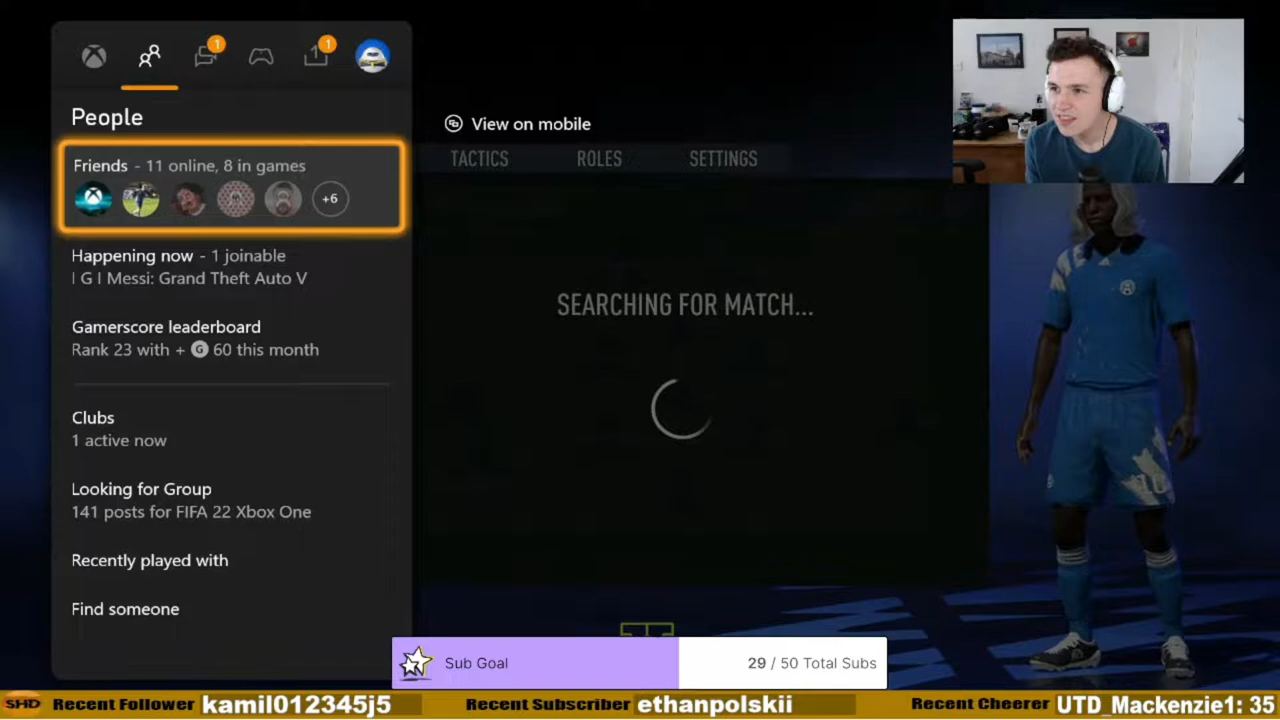 1
1
People
Friends - 11 online, 8 in games
+6
Happening now - 1 joinable
I G I Messi: Grand Theft Auto V
Gamerscore leaderboard
Rank 23 with + G 60 this month
Clubs
1 active now
Looking for Group
141 posts for FIFA 22 Xbox One
Recently played with
Find someone
View on mobile
TACTICS ROLES SETTINGS
SEARCHING FOR MATCH...
Sub Goal 29 / 50 Total Subs
SHD Recent Follower kamil012345j5 Recent Subscriber ethanpolskii Recent Cheerer UTD_Mackenzie1: 35